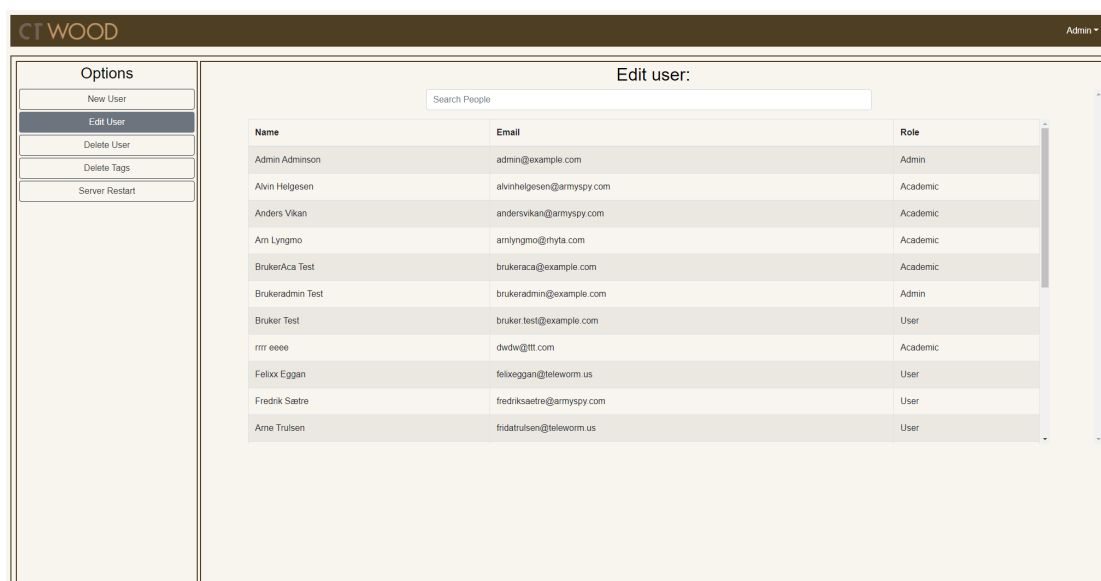 CT WOOD
Admin
Options
New User
Edit User
Delete User
Delete Tags
Server Restart
Edit user:
Search People
Name Email Role
Admin Adminson admin@example.com Admin
Alvin Helgesen alvinhelgesen@armyspy.com Academic
Anders Vikan andersvikan@armyspy.com Academic
Arn Lyngmo arnlyngmo@rhyta.com Academic
BrukerAca Test brukeraca@example.com Academic
Brukeradmin Test brukeradmin@example.com Admin
Bruker Test bruker.test@example.com User
rrrr eeee dwdw@ttt.com Academic
Felixx Eggan felixeggan@teleworm.us User
Fredrik Sætre fredriksaetre@armyspy.com User
Arne Trulsen fridatrulsen@teleworm.us User